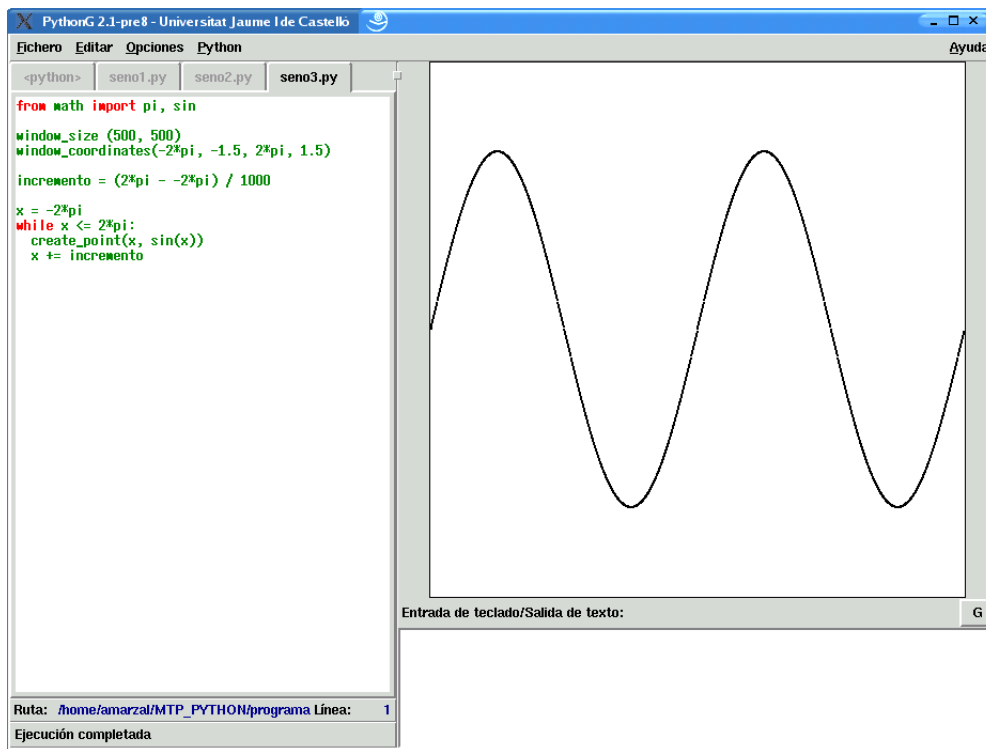 PythonG 2.1-pre8 - Universitat Jaume I de Castelló
Fichero Editar Opciones Python Ayuda
<python> seno1.py seno2.py seno3.py
from math import pi, sin
window_size (500, 500)
window_coordinates(-2*pi, -1.5, 2*pi, 1.5)
incremento = (2*pi - -2*pi) / 1000
x = -2*pi
while x <= 2*pi:
  create_point(x, sin(x))
  x += incremento
Entrada de teclado/Salida de texto:
G
Ruta: /home/amarzal/MTP_PYTHON/programa Línea: 1
Ejecución completada